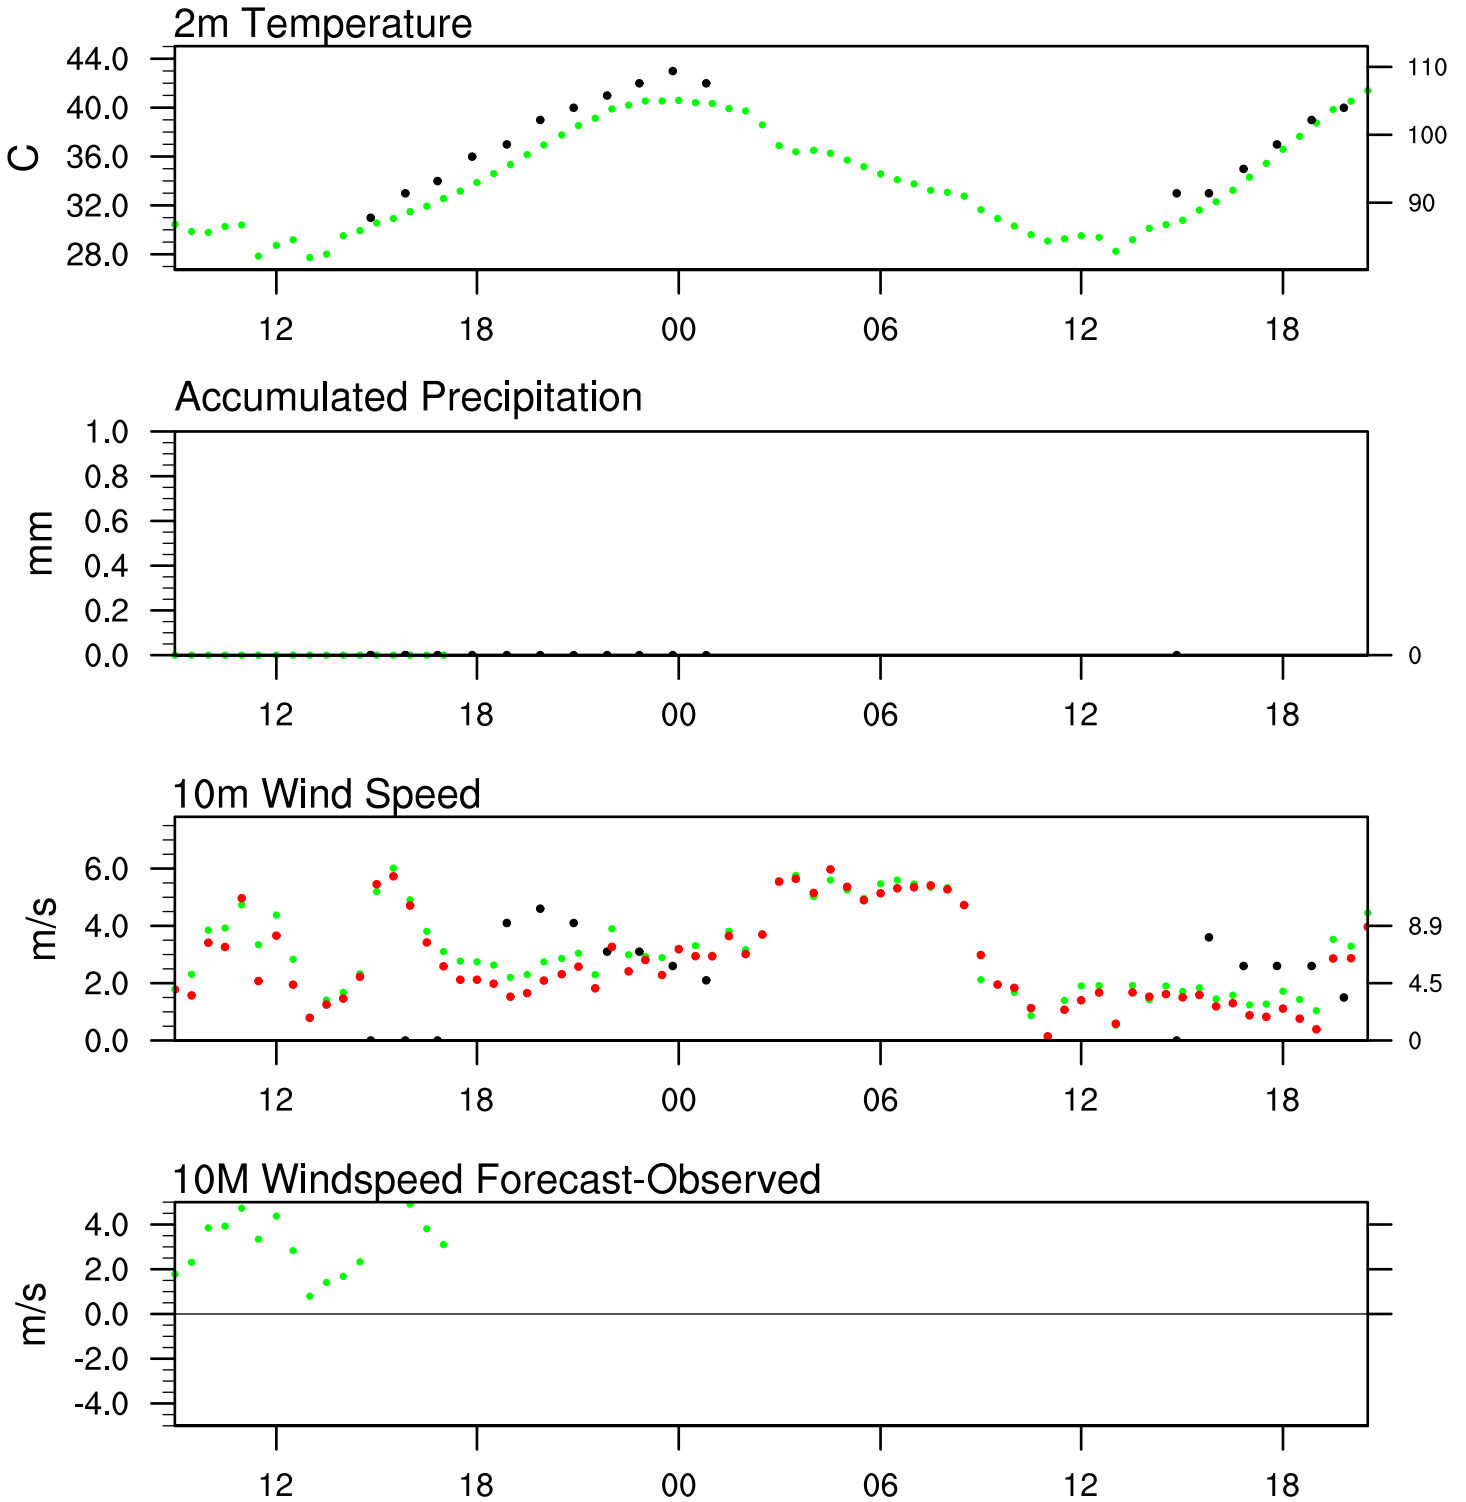 2m Temperature
44.0
40.0
36.0
32.0
28.0
C
110
100
90
12 18 00 06 12 18
Accumulated Precipitation
1.0
0.8
0.6
0.4
0.2
0.0
mm
0
12 18 00 06 12 18
10m Wind Speed
6.0
4.0
2.0
0.0
m/s
8.9
4.5
0
12 18 00 06 12 18
10M Windspeed Forecast-Observed
4.0
2.0
0.0
-2.0
-4.0
m/s
12 18 00 06 12 18